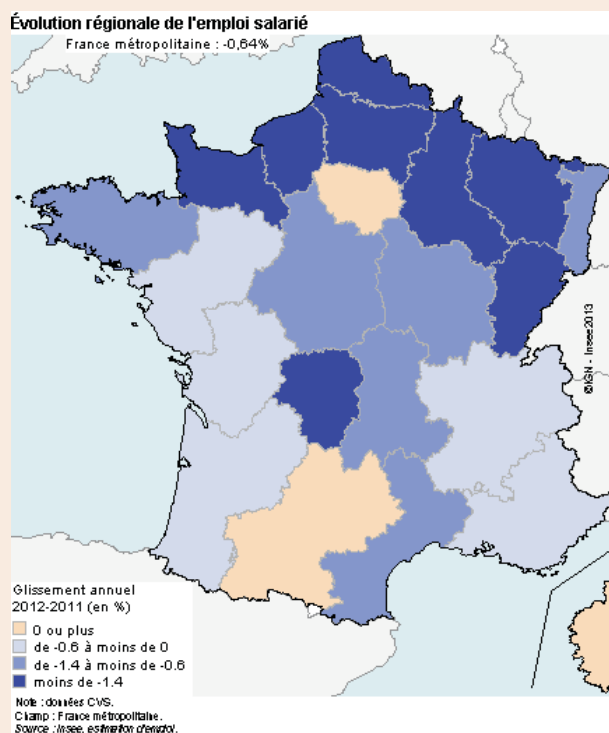 Évolution régionale de l'emploi salarié
France métropolitaine : -0,64%
©IGN - Insee2013
Glissement annuel
2012-2011 (en %)
0 ou plus
de -0.6 à moins de 0
de -1.4 à moins de -0.6
moins de -1.4
Note : données CVS.
Champ : France métropolitaine.
Source : Insee, estimation d'emploi.